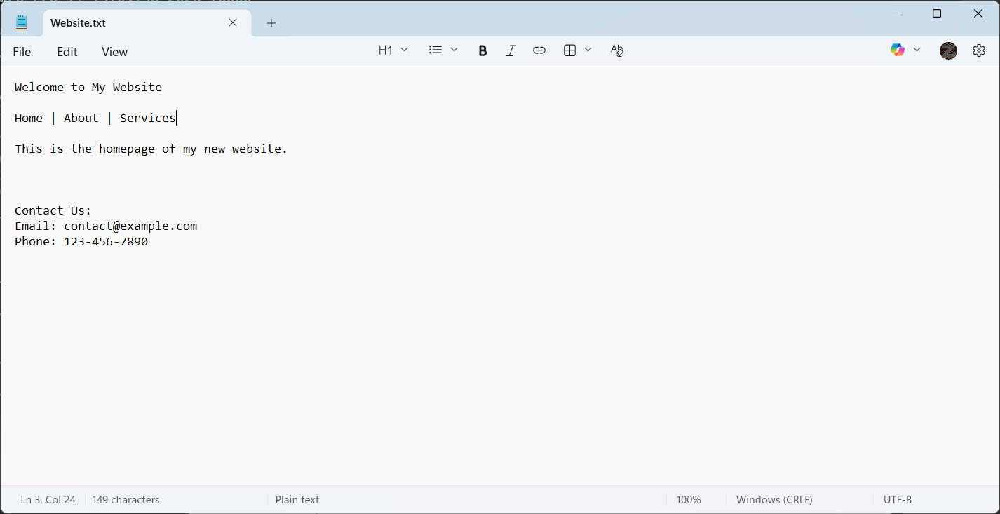 Website.txt
File Edit View H1 B I Ab
Welcome to My Website
Home | About | Services
This is the homepage of my new website.
Contact Us:
Email: contact@example.com
Phone: 123-456-7890
Ln 3, Col 24 149 characters Plain text 100% Windows (CRLF) UTF-8